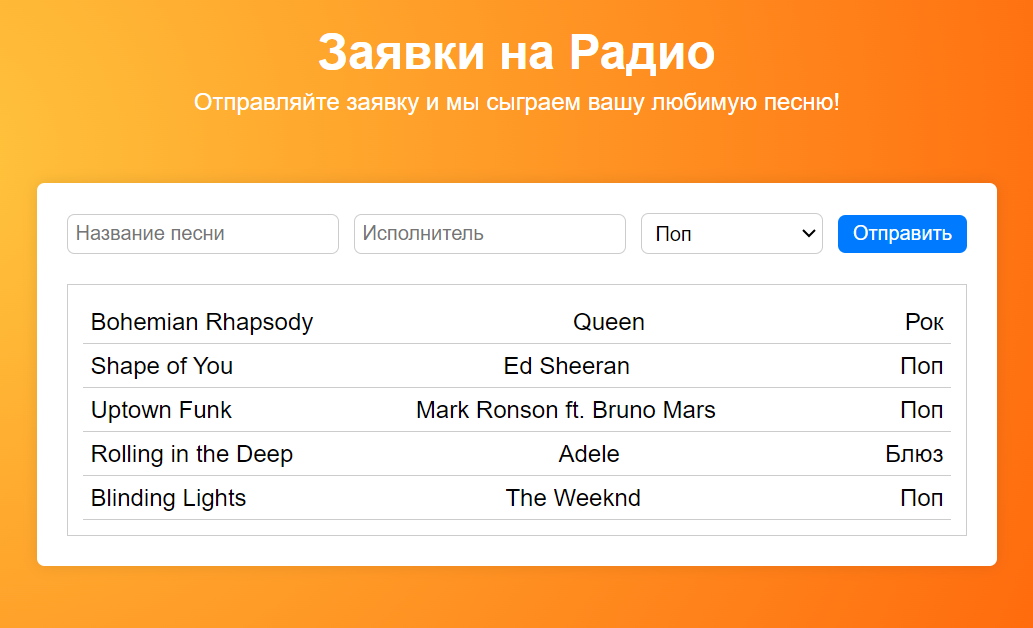 Заявки на Радио
Отправляйте заявку и мы сыграем вашу любимую песню!
Название песни Исполнитель Поп Отправить
Bohemian Rhapsody Queen Рок
Shape of You Ed Sheeran Поп
Uptown Funk Mark Ronson ft. Bruno Mars Поп
Rolling in the Deep Adele Блюз
Blinding Lights The Weeknd Поп